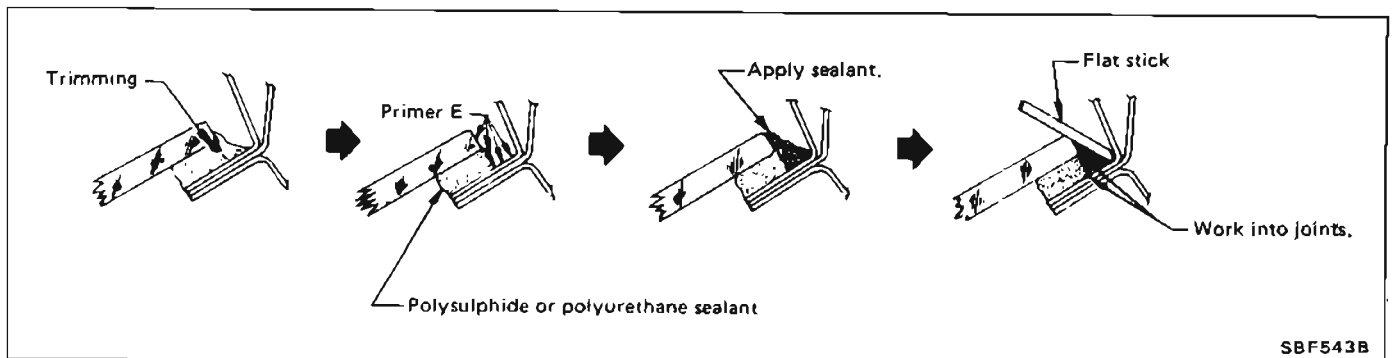 Trimming
Primer E
Apply sealant.
Flat stick
Work into joints.
Polysulphide or polyurethane sealant
SBF543B